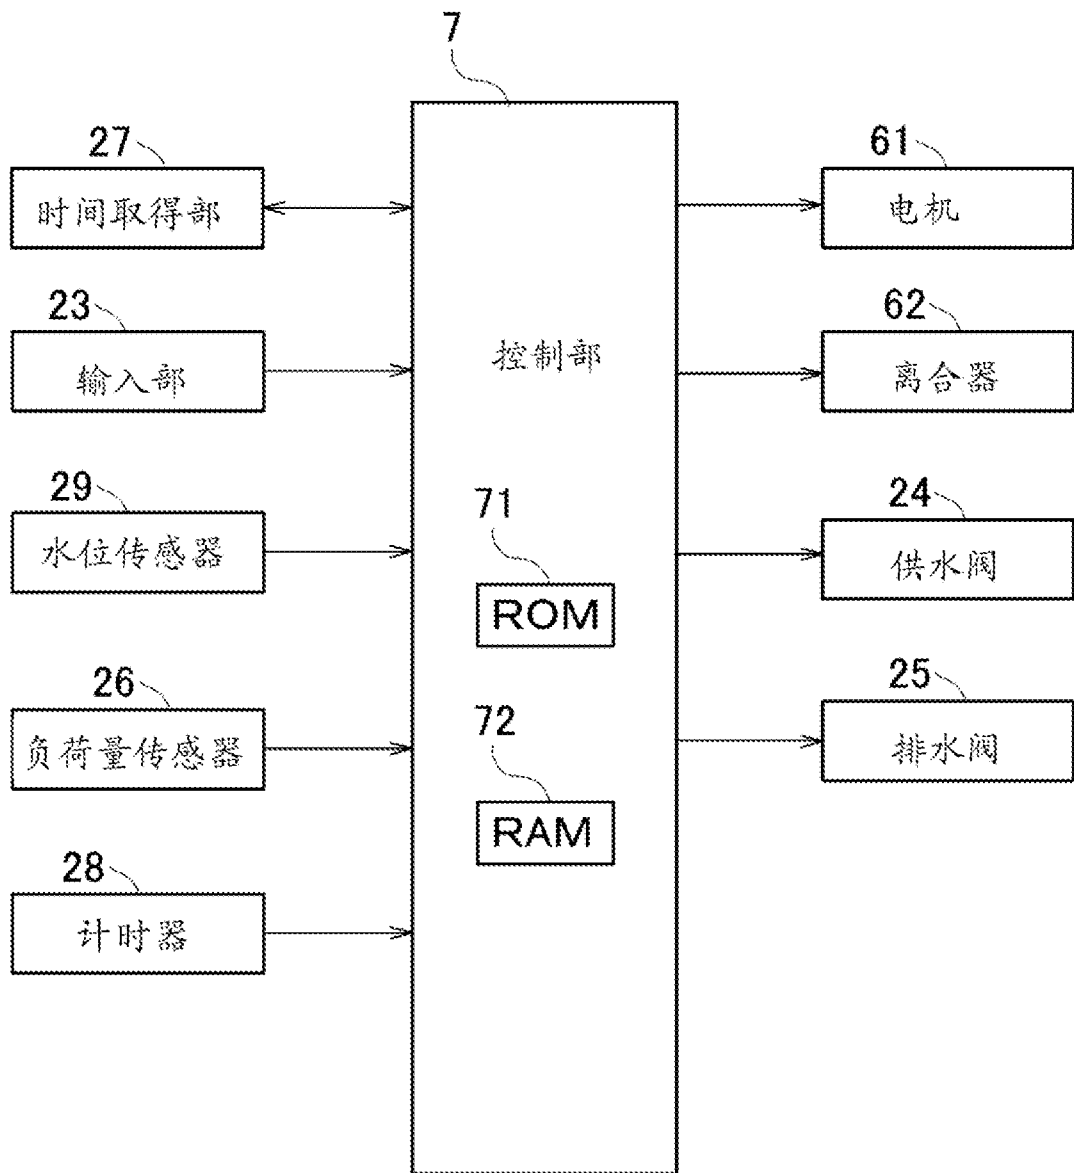 7
27
时间取得部
61
电机
23
输入部
62
离合器
控制部
29
水位传感器
71
ROM
24
供水阀
26
负荷量传感器
72
RAM
25
排水阀
28
计时器